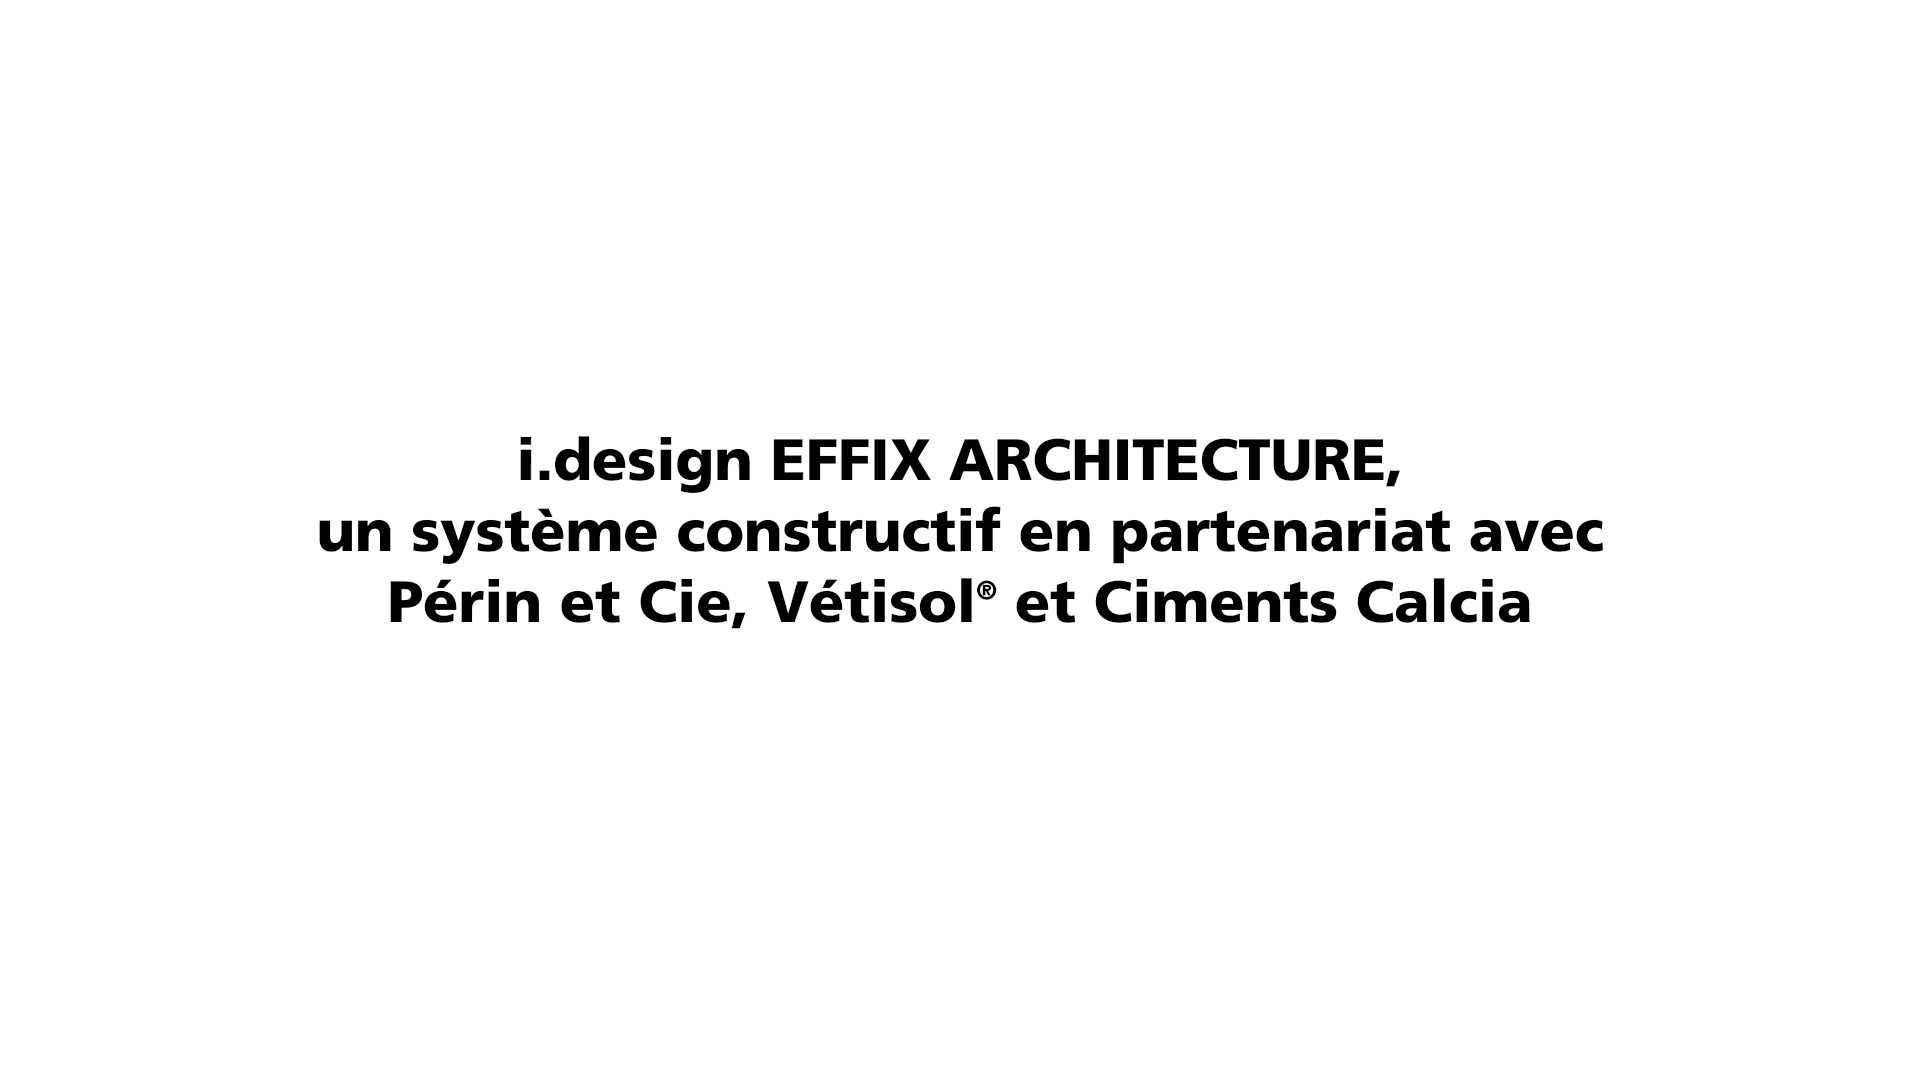 i.design EFFIX ARCHITECTURE,
un système constructif en partenariat avec
Périn et Cie, Vétisol® et Ciments Calcia